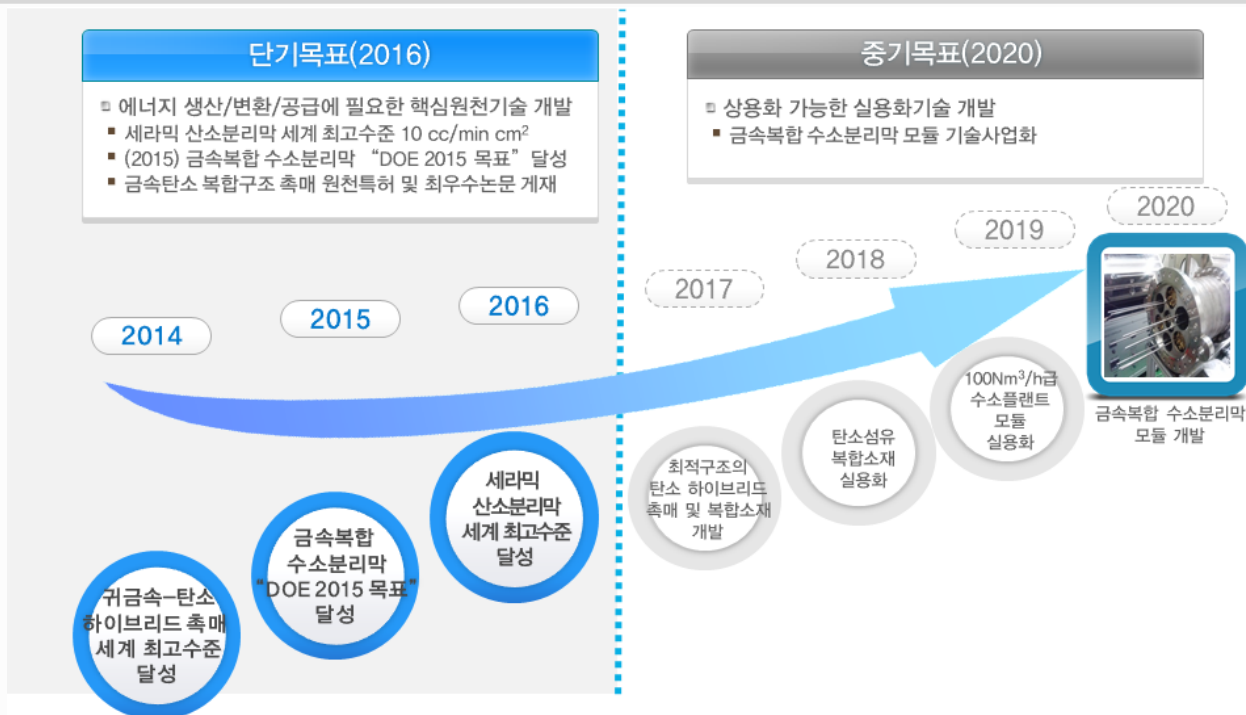 단기목표(2016)
에너지 생산/변환/공급에 필요한 핵심원천기술 개발
세라믹 산소분리막 세계 최고수준 10 cc/min cm²
(2015) 금속복합 수소분리막 “DOE 2015 목표” 달성
금속탄소 복합구조 촉매 원천특허 및 최우수논문 게재
중기목표(2020)
상용화 가능한 실용화기술 개발
금속복합 수소분리막 모듈 기술사업화
2014
2015
2016
2017
2018
2019
2020
귀금속-탄소
하이브리드 촉매
세계 최고수준
달성
금속복합
수소분리막
“DOE 2015 목표”
달성
세라믹
산소분리막
세계 최고수준
달성
최적구조의
탄소 하이브리드
촉매 및 복합소재
개발
탄소섬유
복합소재
실용화
100Nm³/h급
수소플랜트
모듈
실용화
금속복합 수소분리막
모듈 개발